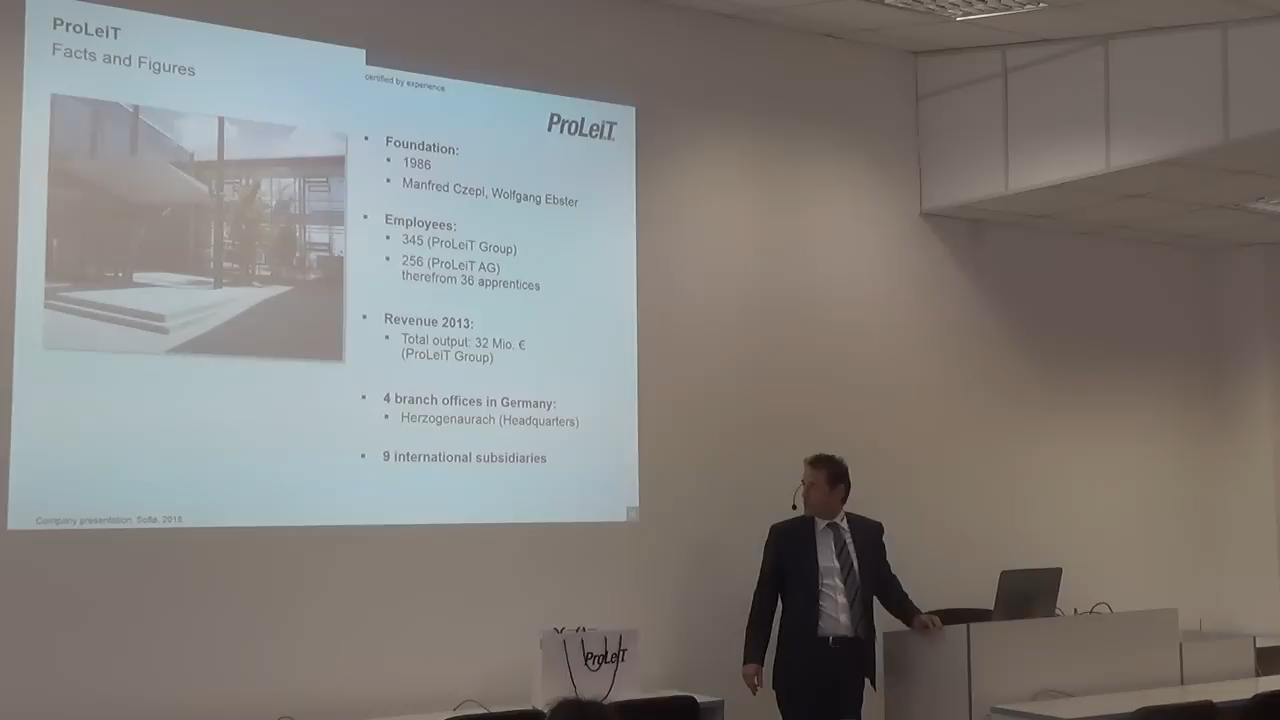 ProLeiT
Facts and Figures
certified by experience
ProLeiT
Foundation:
1986
Manfred Czepl, Wolfgang Ebster
Employees:
345 (ProLeiT Group)
256 (ProLeiT AG)
therefrom 36 apprentices
Revenue 2013:
Total output: 32 Mio. €
(ProLeiT Group)
4 branch offices in Germany:
Herzogenaurach (Headquarters)
9 international subsidiaries
Company presentation, Sofia,
ProLeiT